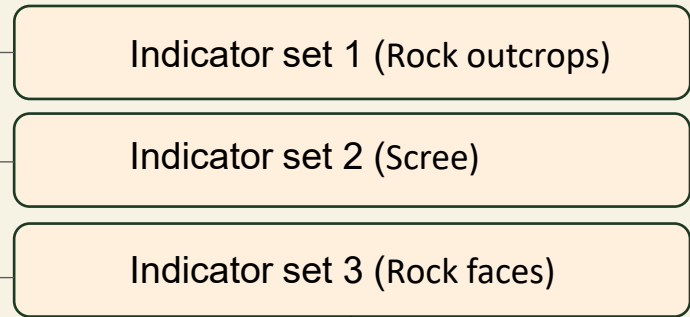 Indicator set 1 (Rock outcrops)
Indicator set 2 (Scree)
Indicator set 3 (Rock faces)